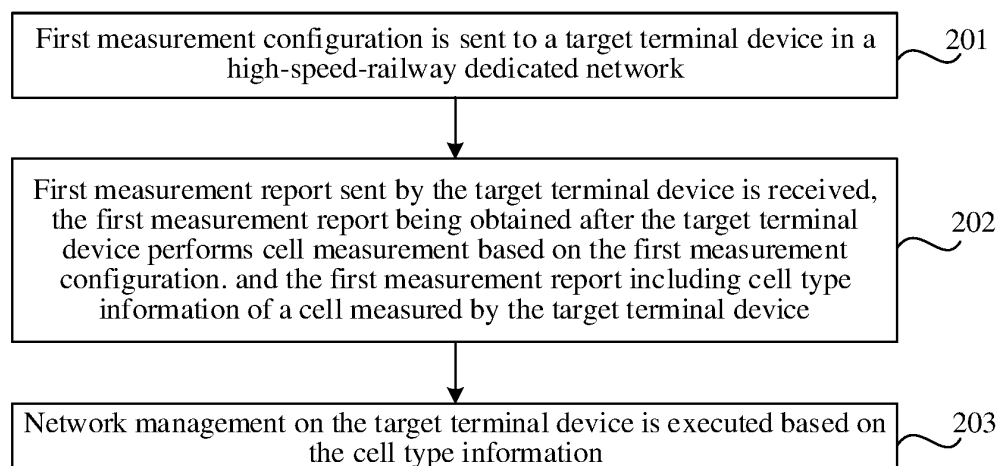 First measurement configuration is sent to a target terminal device in a
high-speed-railway dedicated network
201
First measurement report sent by the target terminal device is received,
the first measurement report being obtained after the target terminal
device performs cell measurement based on the first measurement
configuration. and the first measurement report including cell type
information of a cell measured by the target terminal device
202
Network management on the target terminal device is executed based on
the cell type information
203